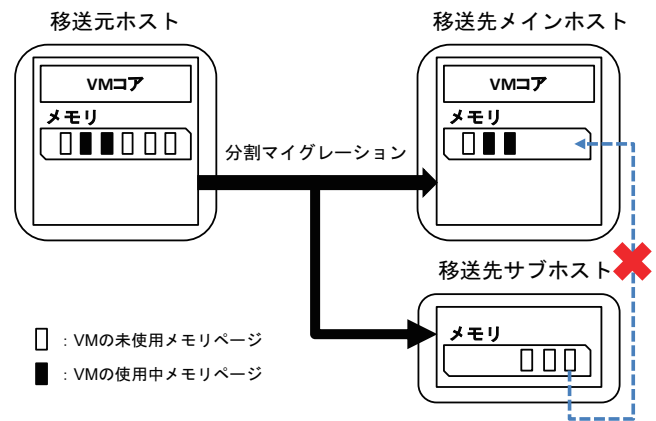 移送元ホスト
VMコア
メモリ
分割マイグレーション
移送先メインホスト
VMコア
メモリ
移送先サブホスト
メモリ
：VMの未使用メモリページ
：VMの使用中メモリページ